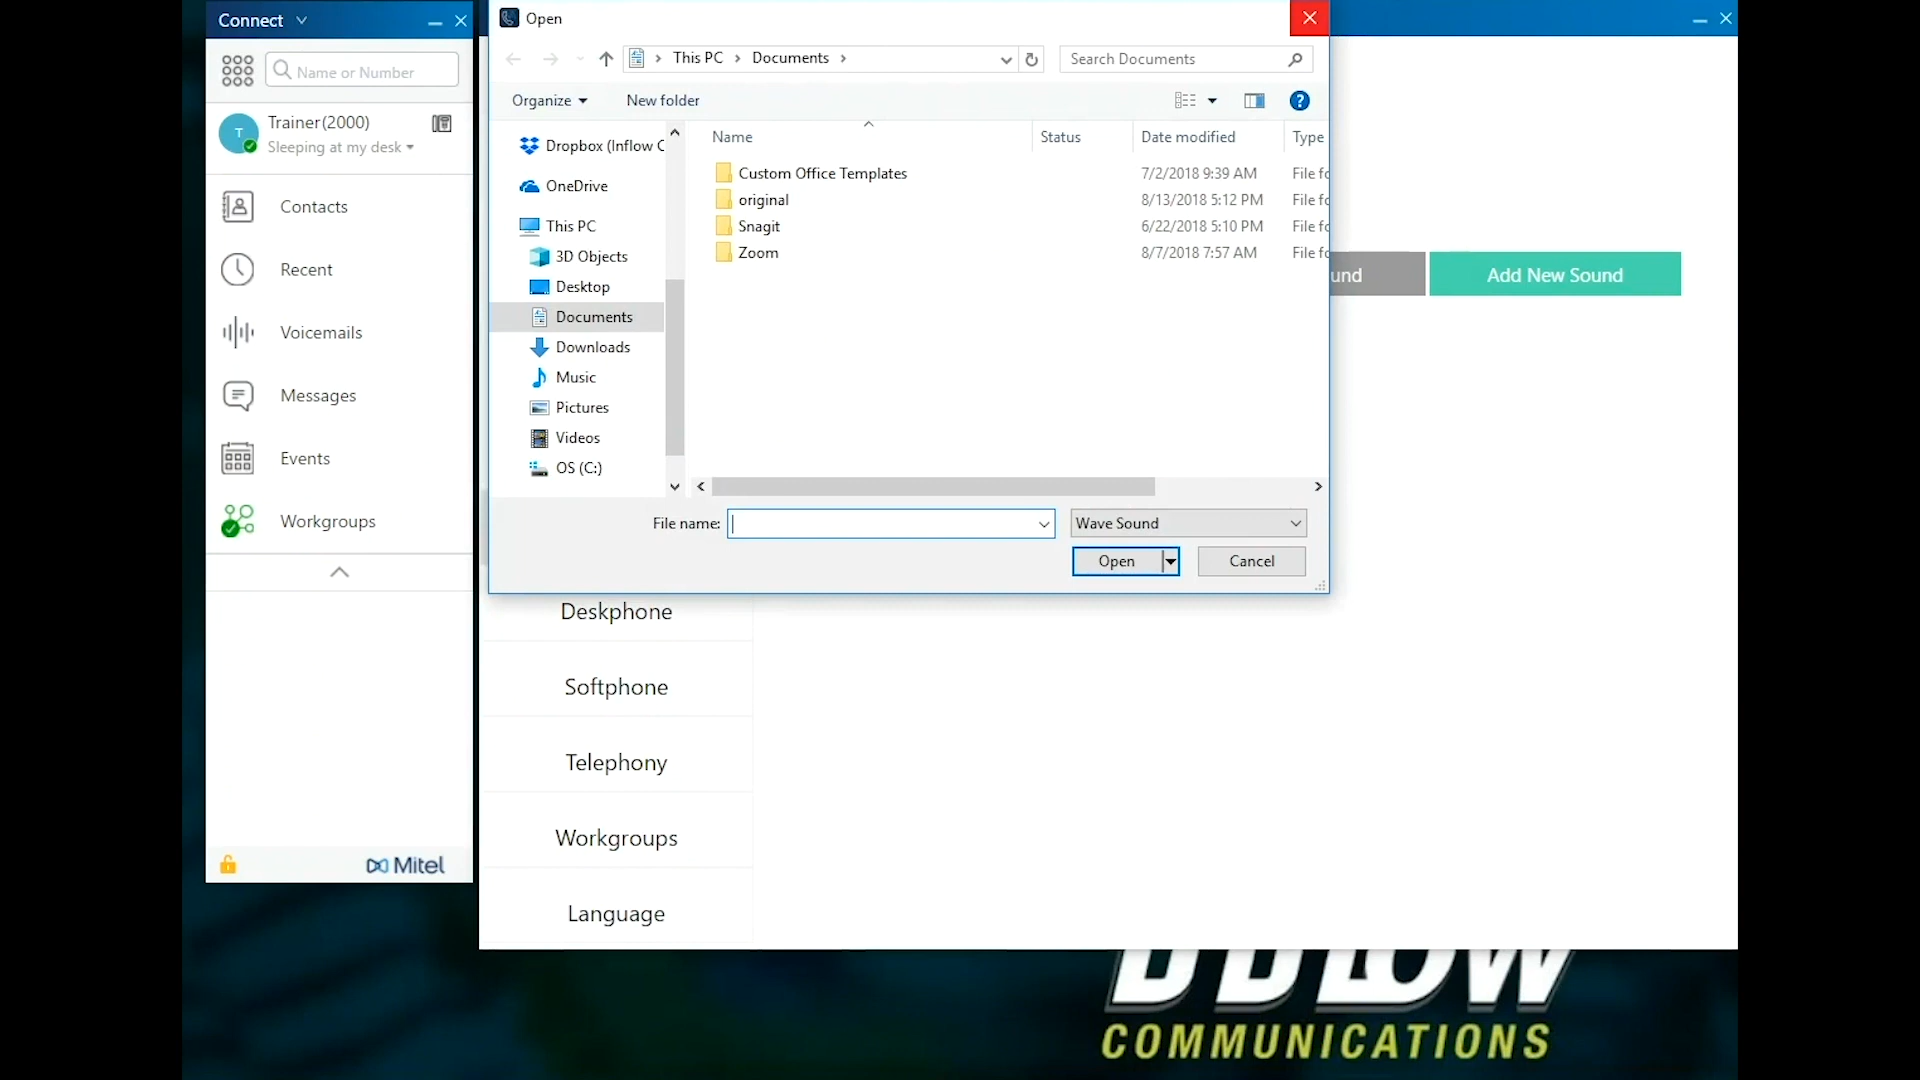 Connect
Name or Number
T
Trainer(2000)
Sleeping at my desk
Contacts
Recent
Voicemails
Messages
Events
Workgroups
Mitel
Open
This PC
Documents
Search Documents
Organize
New folder
?
Name
Status
Date modified
Type
Dropbox (Inflow C
OneDrive
This PC
3D Objects
Desktop
Documents
Downloads
Music
Pictures
Videos
OS (C:)
Custom Office Templates 7/2/2018 9:39 AM File fo
original 8/13/2018 5:12 PM File fo
Snagit 6/22/2018 5:10 PM File fo
Zoom 8/7/2018 7:57 AM File fo
File name:
Wave Sound
Open
Cancel
und
Add New Sound
Deskphone
Softphone
Telephony
Workgroups
Language
COMMUNICATIONS